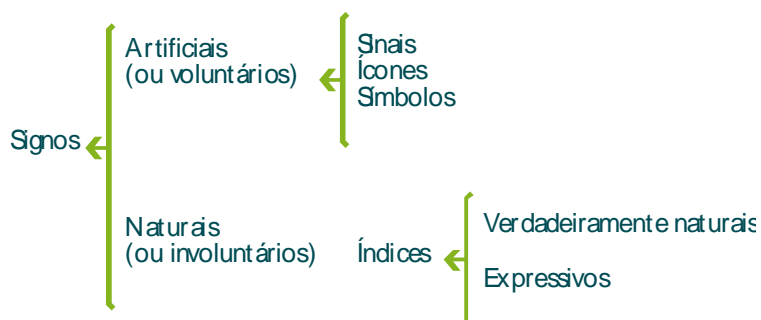 Signos
Artificiais
(ou voluntários)
Sinais
Ícones
Símbolos
Naturais
(ou involuntários)
Índices
Verdadeiramente naturais
Expressivos